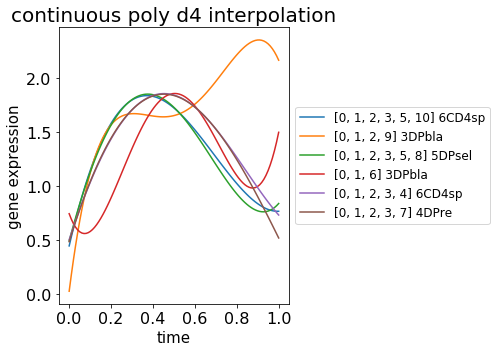 continuous poly d4 interpolation
gene expression
2.0
1.5
1.0
0.5
0.0
0.0 0.2 0.4 0.6 0.8 1.0
time
[0, 1, 2, 3, 5, 10] 6CD4sp
[0, 1, 2, 9] 3DPbla
[0, 1, 2, 3, 5, 8] 5DPsel
[0, 1, 6] 3DPbla
[0, 1, 2, 3, 4] 6CD4sp
[0, 1, 2, 3, 7] 4DPre